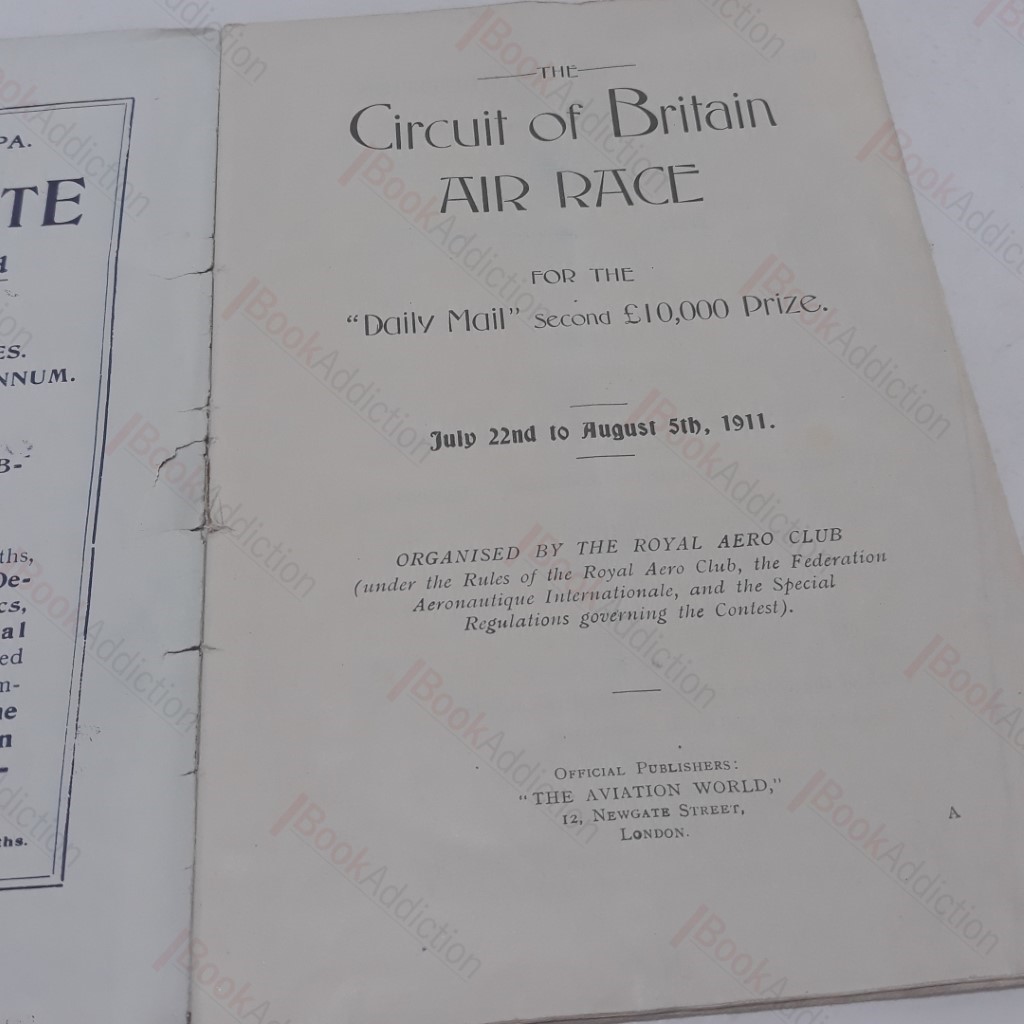 PA.
TE
d
ES.
NNUM.
B-
ths,
De-
cs,
al
ed
m-
ne
n
-
ths.
THE
Circuit of Britain
AIR RACE
FOR THE
"Daily Mail" Second £10,000 Prize.
July 22nd to August 5th, 1911.
ORGANISED BY THE ROYAL AERO CLUB
(under the Rules of the Royal Aero Club, the Federation
Aeronautique Internationale, and the Special
Regulations governing the Contest).
OFFICIAL PUBLISHERS:
"THE AVIATION WORLD,"
12, NEWGATE STREET,
LONDON.
A
BookAddiction